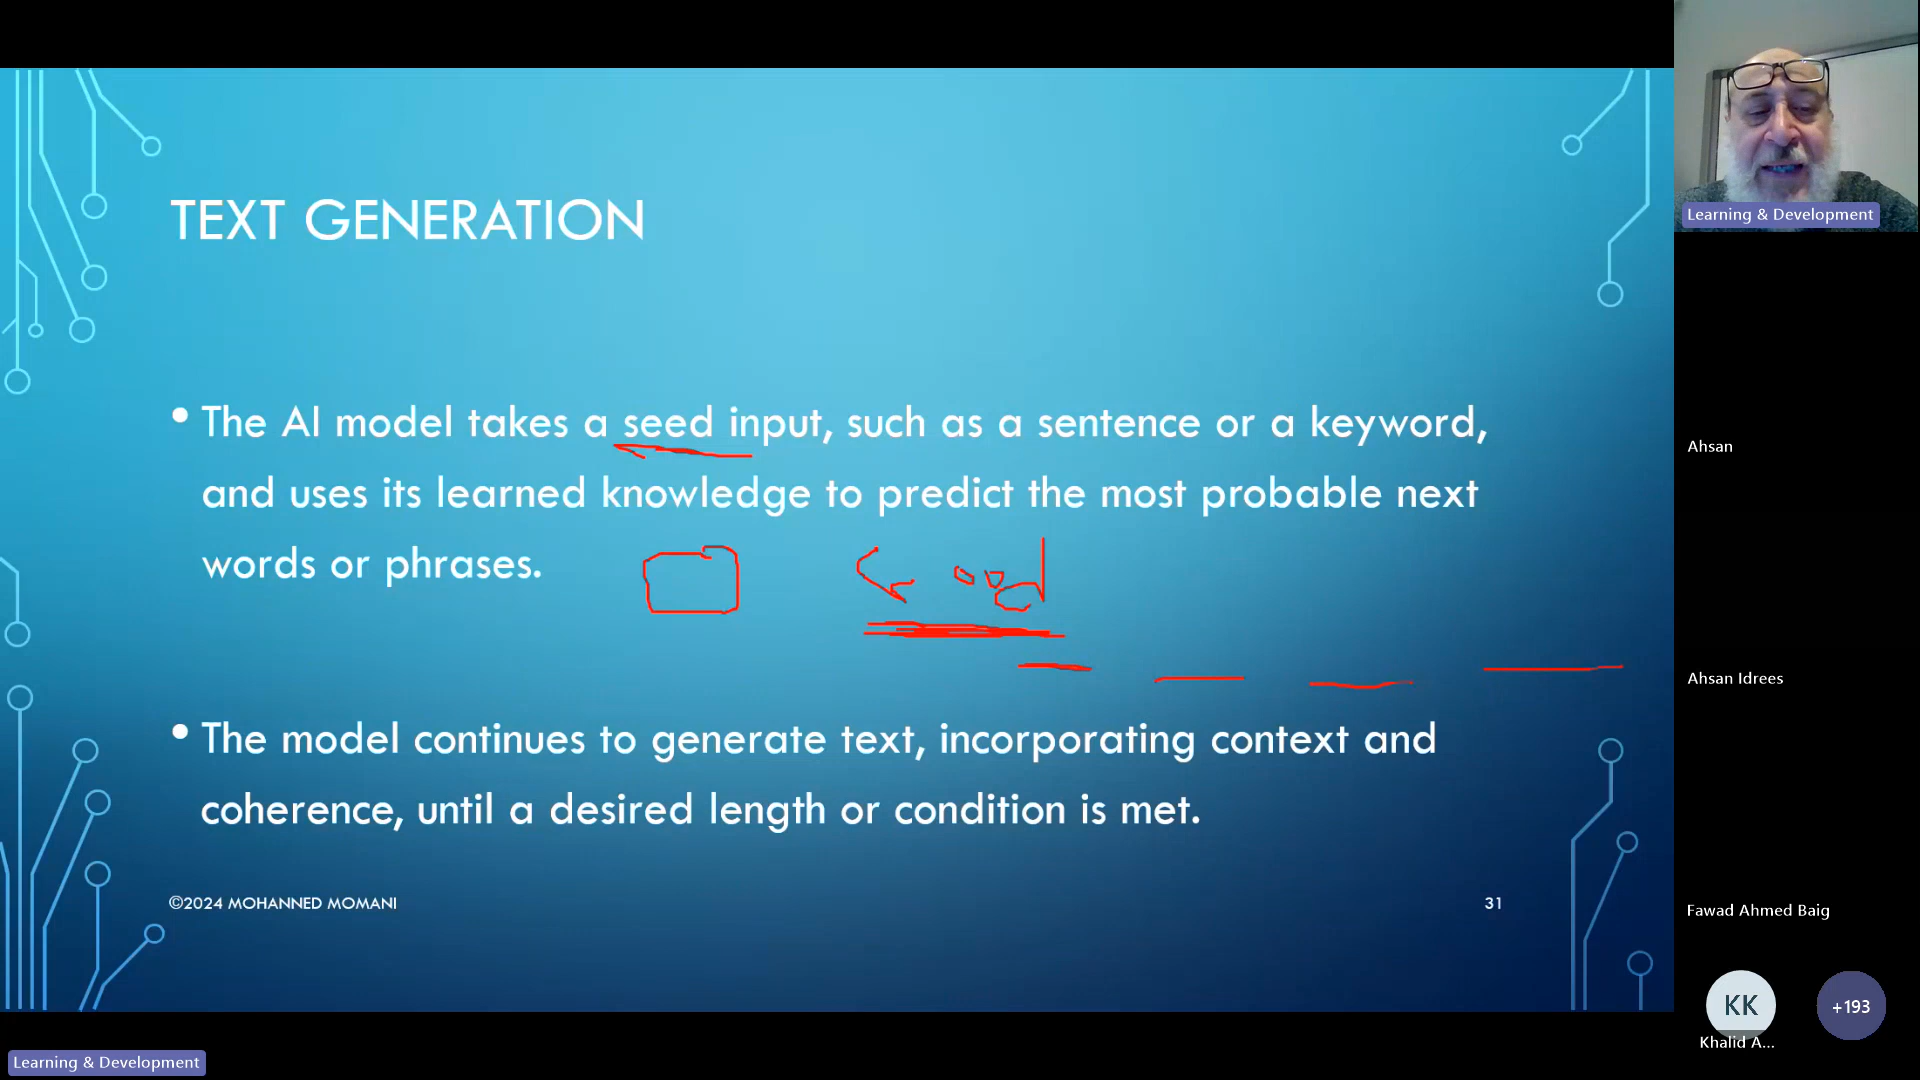 TEXT GENERATION
• The AI model takes a seed input, such as a sentence or a keyword,
and uses its learned knowledge to predict the most probable next
words or phrases.
• The model continues to generate text, incorporating context and
coherence, until a desired length or condition is met.
©2024 MOHANNED MOMANI
31
Learning & Development
Learning & Development
Ahsan
Ahsan Idrees
Fawad Ahmed Baig
KK
+193
Khalid A...